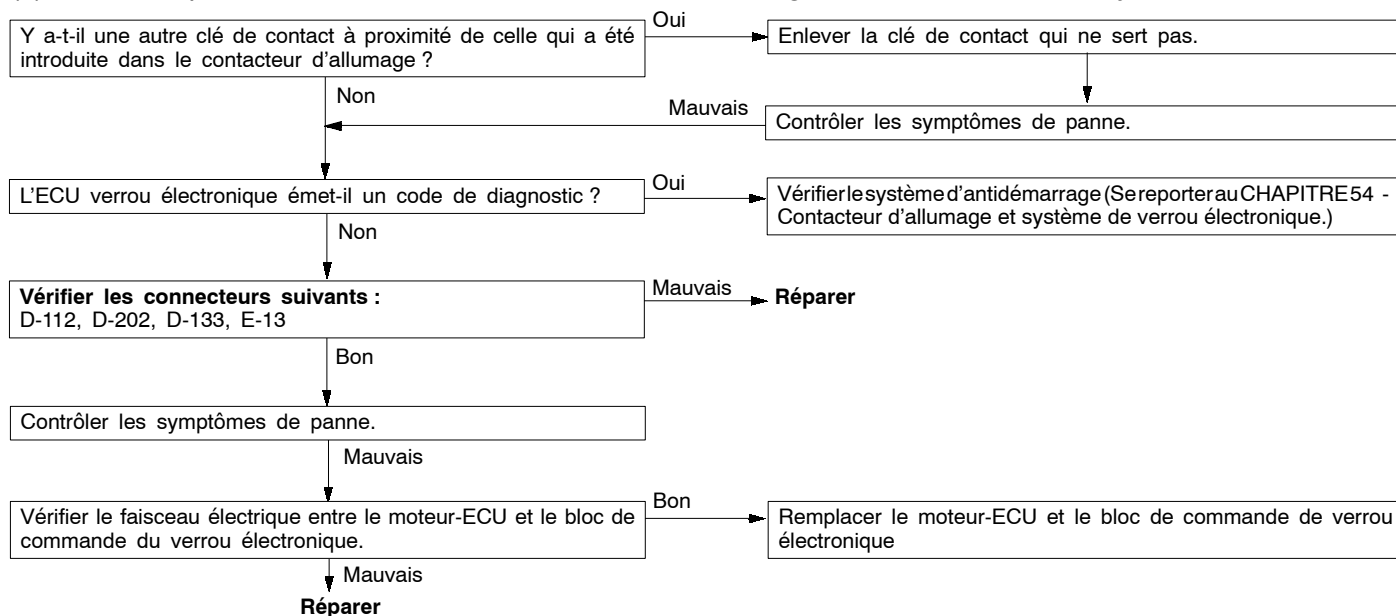 Y a-t-il une autre clé de contact à proximité de celle qui a été
introduite dans le contacteur d'allumage ?
Oui
Enlever la clé de contact qui ne sert pas.
Non
Mauvais
Contrôler les symptômes de panne.
L'ECU verrou électronique émet-il un code de diagnostic ?
Oui
Vérifier le système d'antidémarrage (Se reporter au CHAPITRE 54 -
Contacteur d'allumage et système de verrou électronique.)
Non
Vérifier les connecteurs suivants :
D-112, D-202, D-133, E-13
Mauvais
Réparer
Bon
Contrôler les symptômes de panne.
Mauvais
Vérifier le faisceau électrique entre le moteur-ECU et le bloc de
commande du verrou électronique.
Bon
Remplacer le moteur-ECU et le bloc de commande de verrou
électronique
Mauvais
Réparer